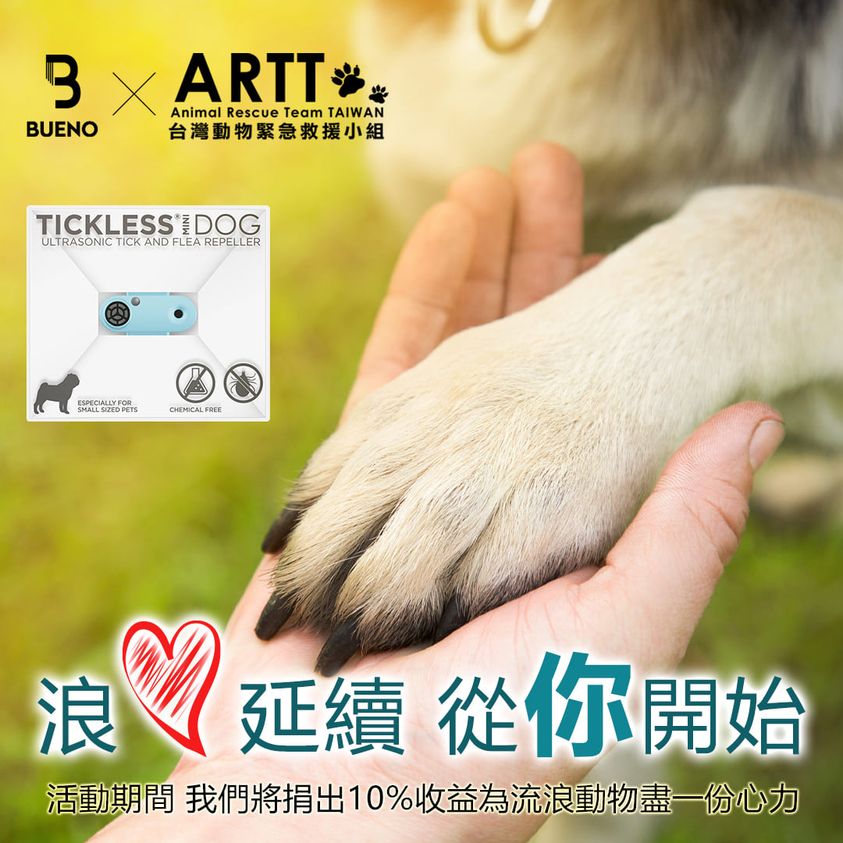 BUENO
ARTT
Animal Rescue Team TAIWAN
台灣動物緊急救援小組
TICKLESS® MINI DOG
ULTRASONIC TICK AND FLEA REPELLER
ESPECIALLY FOR
SMALL SIZED PETS
CHEMICAL FREE
浪 延續 從你開始
活動期間 我們將捐出10%收益為流浪動物盡一份心力